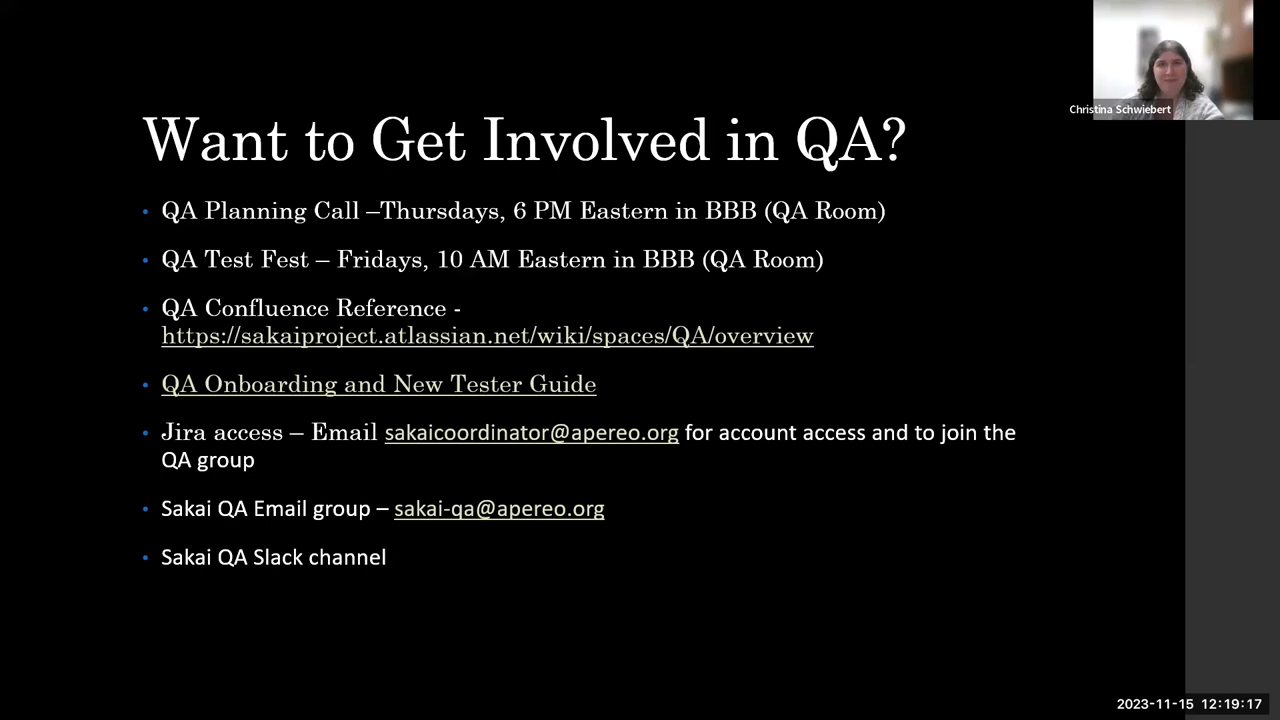 Christina Schwiebert
Want to Get Involved in QA?
• QA Planning Call –Thursdays, 6 PM Eastern in BBB (QA Room)
• QA Test Fest – Fridays, 10 AM Eastern in BBB (QA Room)
• QA Confluence Reference -
https://sakaiproject.atlassian.net/wiki/spaces/QA/overview
• QA Onboarding and New Tester Guide
• Jira access – Email sakaicoordinator@apereo.org for account access and to join the
QA group
• Sakai QA Email group – sakai-qa@apereo.org
• Sakai QA Slack channel
2023-11-15 12:19:17